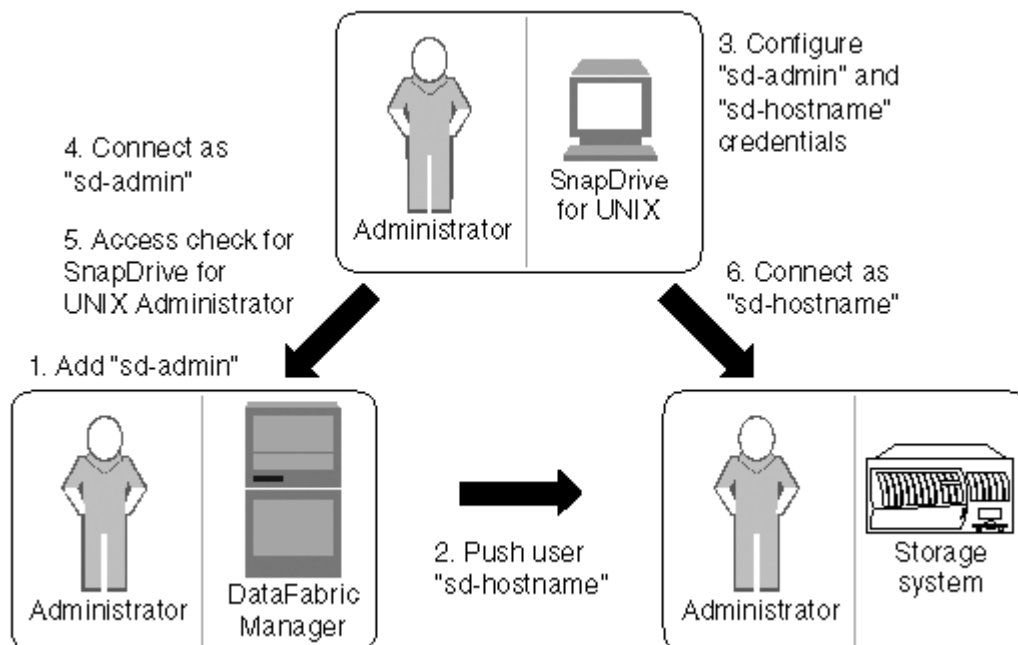 3. Configure
"sd-admin" and
"sd-hostname"
credentials
SnapDrive
for UNIX
Administrator
4. Connect as
"sd-admin"
5. Access check for
SnapDrive for
UNIX Administrator
6. Connect as
"sd-hostname"
1. Add "sd-admin"
Administrator
DataFabric
Manager
2. Push user
"sd-hostname"
Administrator
Storage
system